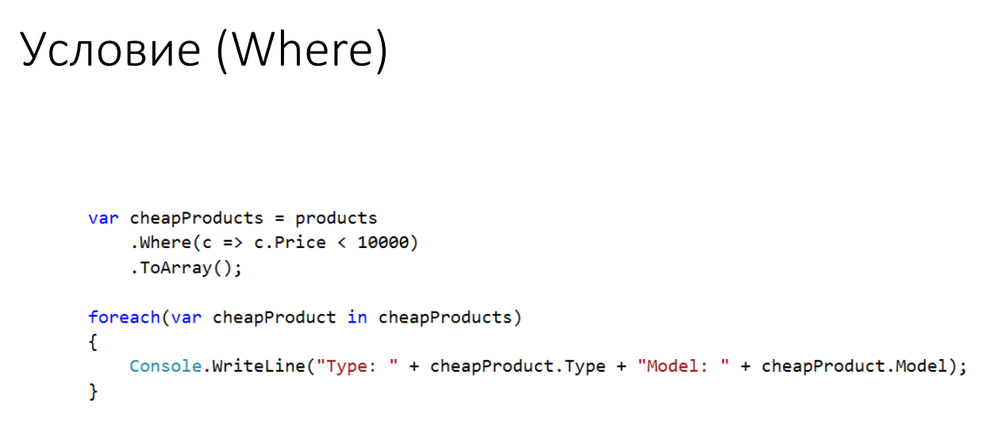 Условие (Where)
var cheapProducts = products
.Where(c => c.Price < 10000)
.ToArray();
foreach(var cheapProduct in cheapProducts)
{
Console.WriteLine("Type: " + cheapProduct.Type + "Model: " + cheapProduct.Model);
}